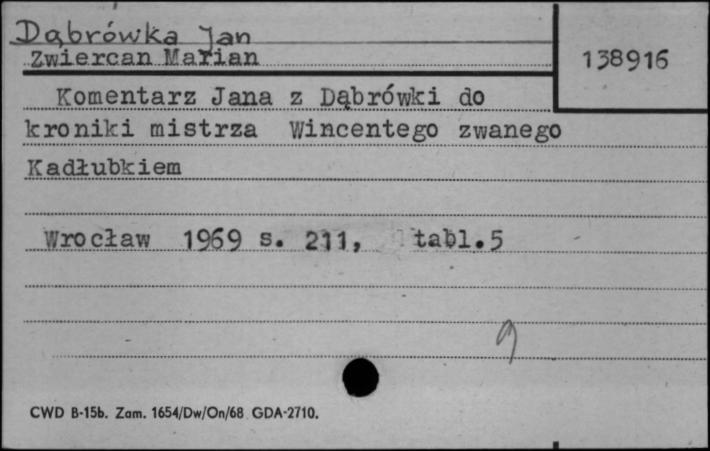 Dąbrówka Jan
138916
Zwiercan Marian
Komentarz Jana z Dąbrówki do
kroniki mistrza Wincentego zwanego
Kadłubkiem
Wrocław 1969 s. 211, tabl.5
CWD B-15b. Zam. 1654/Dw/On/68 GDA-2710.